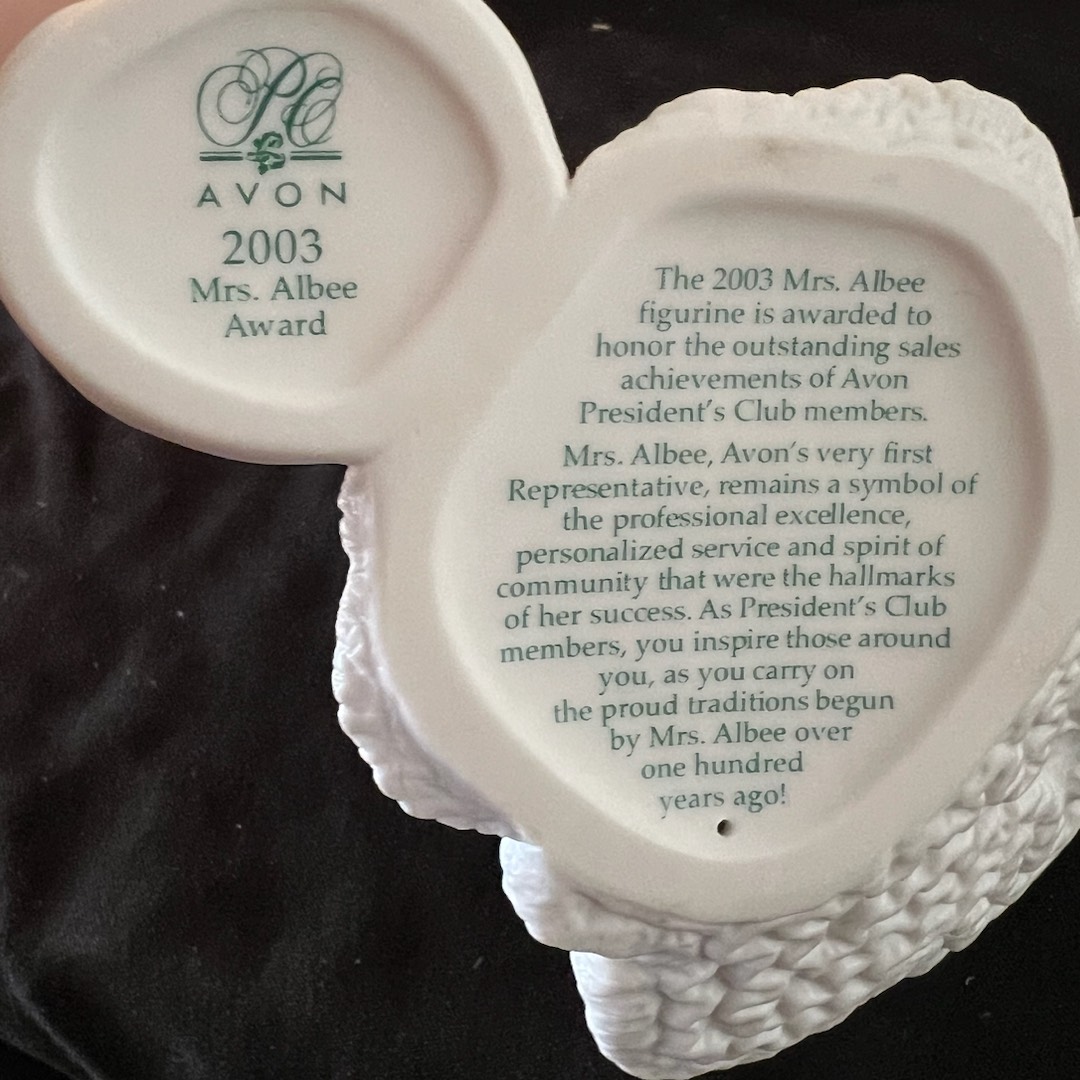 PC
AVON
2003
Mrs. Albee
Award
The 2003 Mrs. Albee
figurine is awarded to
honor the outstanding sales
achievements of Avon
President's Club members.
Mrs. Albee, Avon's very first
Representative, remains a symbol of
the professional excellence,
personalized service and spirit of
community that were the hallmarks
of her success. As President's Club
members, you inspire those around
you, as you carry on
the proud traditions begun
by Mrs. Albee over
one hundred
years ago!